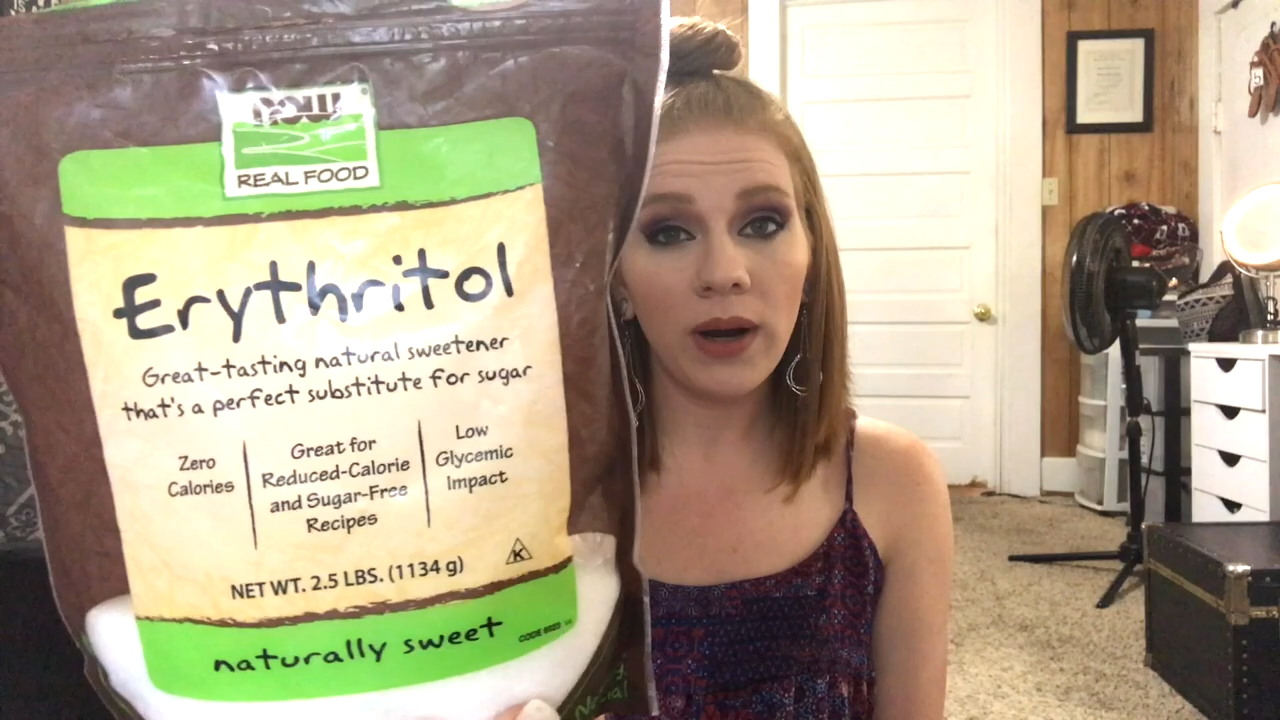 NOW
REAL FOOD
Erythritol
Great-tasting natural sweetener
that's a perfect substitute for sugar
Zero
Calories
Great for
Reduced-Calorie
and Sugar-Free
Recipes
Low
Glycemic
Impact
K
NET WT. 2.5 LBS. (1134 g)
naturally sweet